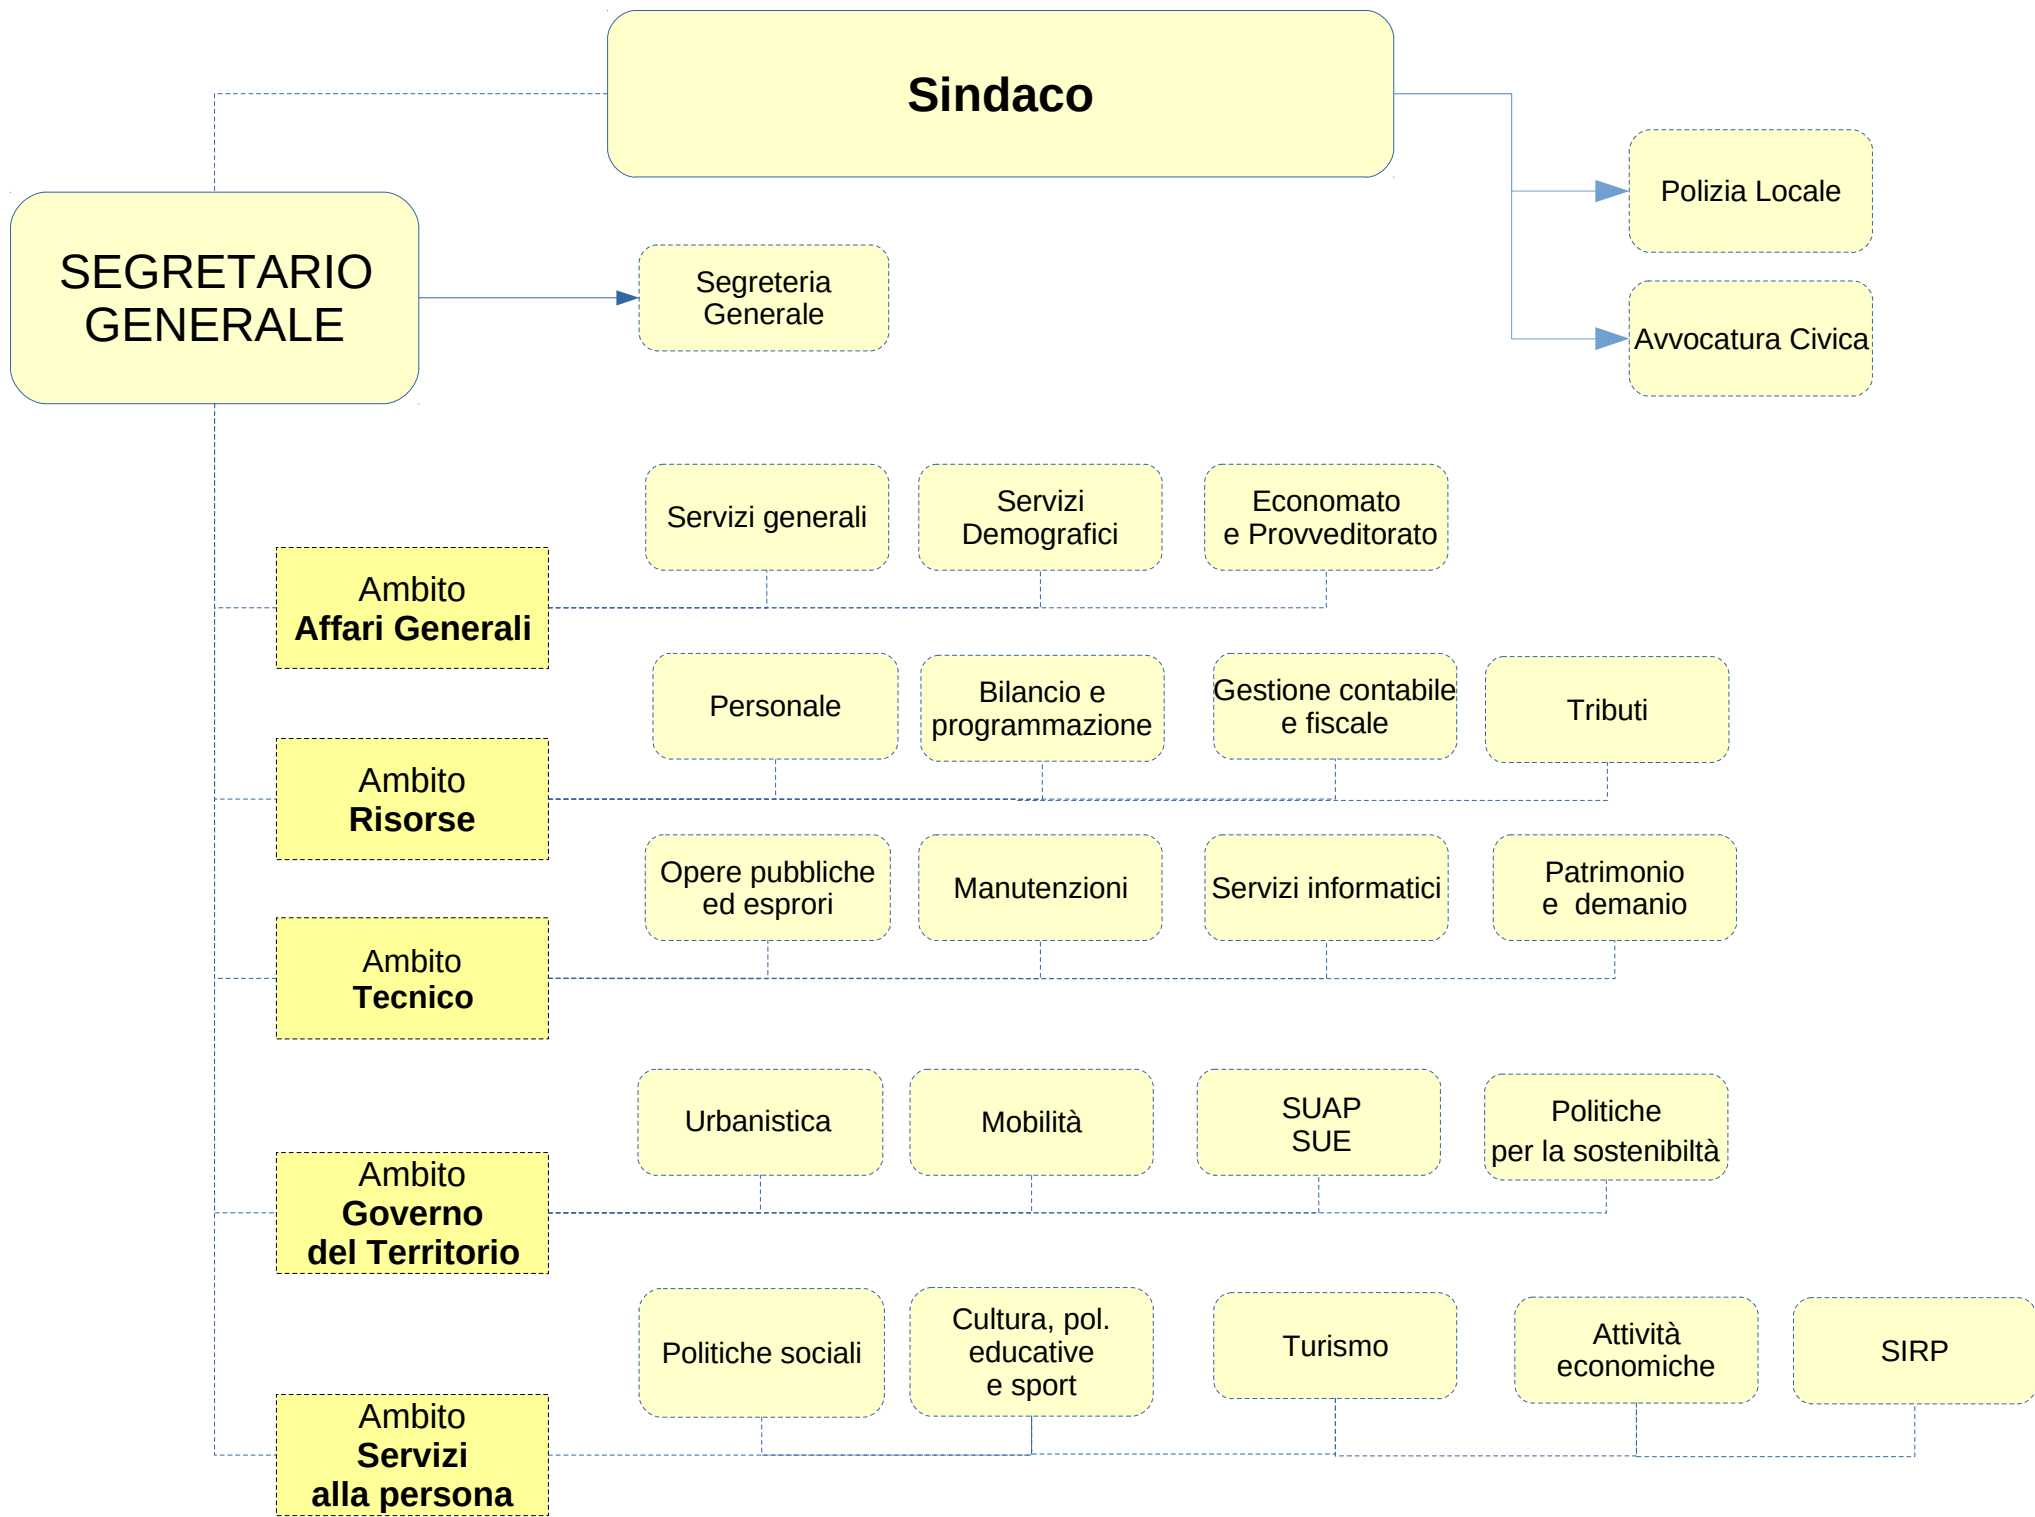 Sindaco
Polizia Locale
SEGRETARIO
GENERALE
Segreteria
Generale
Avvocatura Civica
Servizi generali
Servizi
Demografici
Economato
e Provveditorato
Ambito
Affari Generali
Personale
Bilancio e
programmazione
Gestione contabile
e fiscale
Tributi
Ambito
Risorse
Opere pubbliche
ed esprori
Manutenzioni
Servizi informatici
Patrimonio
e  demanio
Ambito
Tecnico
Urbanistica
Mobilità
SUAP
SUE
Politiche
per la sostenibiltà
Ambito
Governo
del Territorio
Politiche sociali
Cultura, pol.
educative
e sport
Turismo
Attività
economiche
SIRP
Ambito
Servizi
alla persona